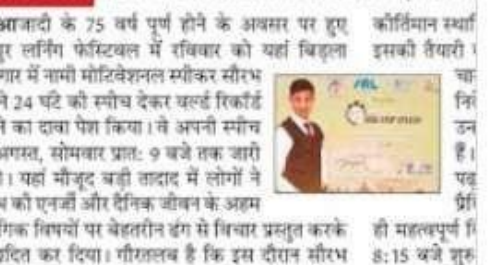 आजादी के 75 वर्ष पूर्ण होने के अवसर पर हुए
लर्निंग फेस्टिवल में रविवार को यहां बिड़ला
गार में नामी मोटिवेशनल स्पीकर सौरभ
ने 24 घंटे की स्पीच देकर वर्ल्ड रिकॉर्ड
ने का दावा पेश किया। वे अपनी स्पीच
अगस्त, सोमवार प्रात: 9 बजे तक जारी
यहां मौजूद बड़ी तादाद में लोगों ने
की एनर्जी और दैनिक जीवन के अहम
गिक विषयों पर बेहतरीन ढंग से विचार प्रस्तुत करके
दित कर दिया। गौरतलब है कि इस दौरान सौरभ
कीर्तिमान स्थापि
इसकी तैयारी
चा
उन
हैं।
ही महत्वपूर्ण
8:15 बजे शुरू